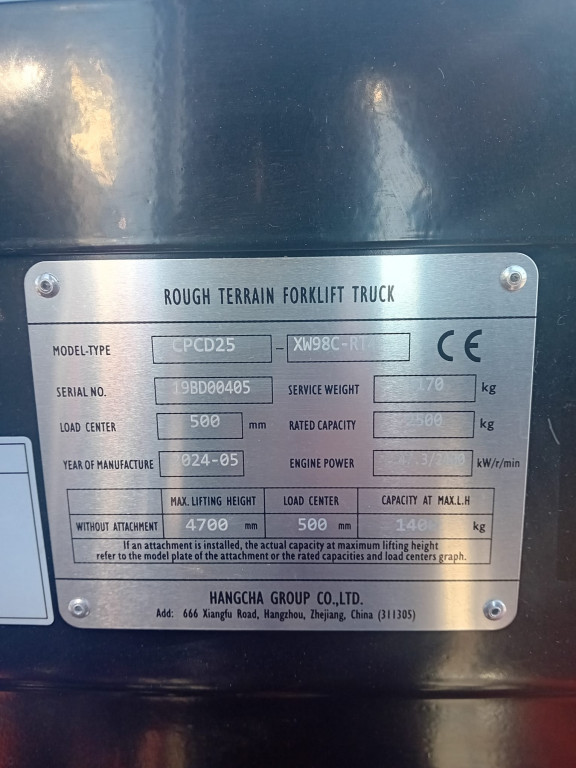 ROUGH TERRAIN FORKLIFT TRUCK
MODEL-TYPE CPCD25 - XW98C-RT CE
SERIAL NO. 19BD00405 SERVICE WEIGHT kg
LOAD CENTER 500 mm RATED CAPACITY kg
YEAR OF MANUFACTURE 024-05 ENGINE POWER kW/r/min
MAX. LIFTING HEIGHT LOAD CENTER CAPACITY AT MAX.L.H
WITHOUT ATTACHMENT 4700 mm 500 mm kg
If an attachment is installed, the actual capacity at maximum lifting height
refer to the model plate of the attachment or the rated capacities and load centers graph.
HANGCHA GROUP CO.,LTD.
Add: 666 Xiangfu Road, Hangzhou, Zhejiang, China (311305)